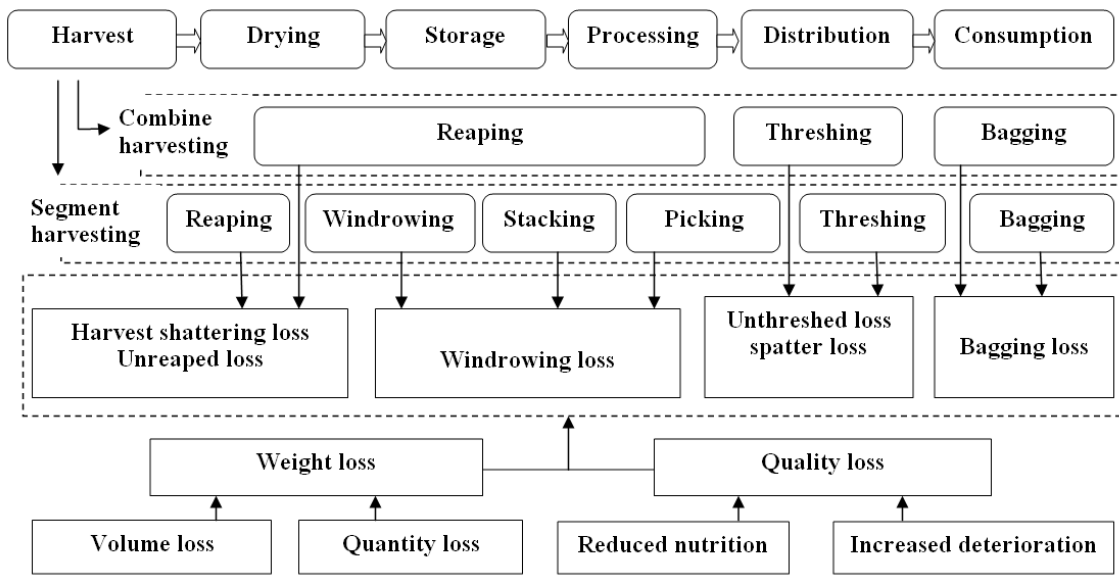 Harvest
Drying
Storage
Processing
Distribution
Consumption
Combine
harvesting
Reaping
Threshing
Bagging
Segment
harvesting
Reaping
Windrowing
Stacking
Picking
Threshing
Bagging
Harvest shattering loss
Unreaped loss
Windrowing loss
Unthreshed loss
spatter loss
Bagging loss
Weight loss
Quality loss
Volume loss
Quantity loss
Reduced nutrition
Increased deterioration